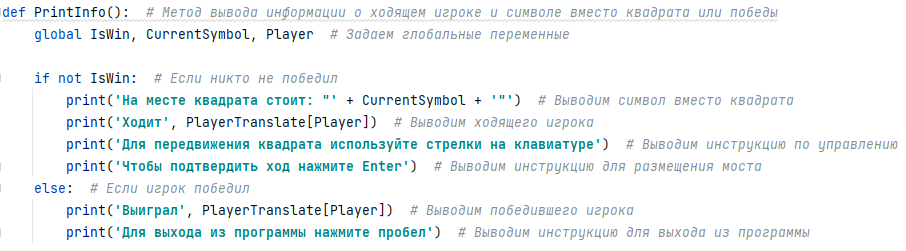 def PrintInfo():  # Метод вывода информации о ходящем игроке и символе вместо квадрата или победы
    global IsWin, CurrentSymbol, Player  # Задаем глобальные переменные

    if not IsWin:  # Если никто не победил
        print('На месте квадрата стоит: "' + CurrentSymbol + '"')  # Выводим символ вместо квадрата
        print('Ходит', PlayerTranslate[Player])  # Выводим ходящего игрока
        print('Для передвижения квадрата используйте стрелки на клавиатуре')  # Выводим инструкцию по управлению
        print('Чтобы подтвердить ход нажмите Enter')  # Выводим инструкцию для размещения моста
    else:  # Если игрок победил
        print('Выиграл', PlayerTranslate[Player])  # Выводим победившего игрока
        print('Для выхода из программы нажмите пробел')  # Выводим инструкцию для выхода из программы